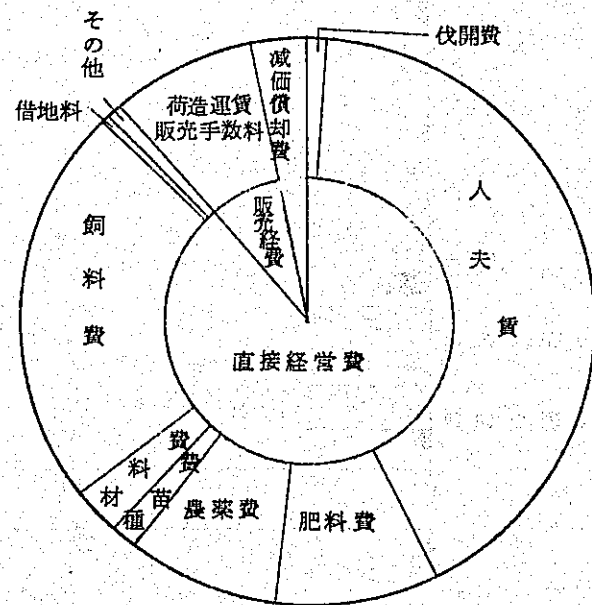 伐開費
人夫賃
肥料費
農薬費
種苗費
材料費
飼料費
借地料
その他
荷造運賃
販売手数料
減価償却費
販売経費
直接経営費